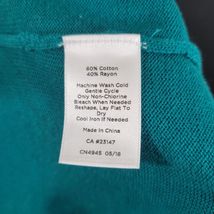 60% Cotton
40% Rayon
Machine Wash Cold
Gentle Cycle
Only Non-Chlorine
Bleach When Needed
Reshape, Lay Flat To
Dry
Cool Iron If Needed
Made in China
CA #23147
CN4945 05/18